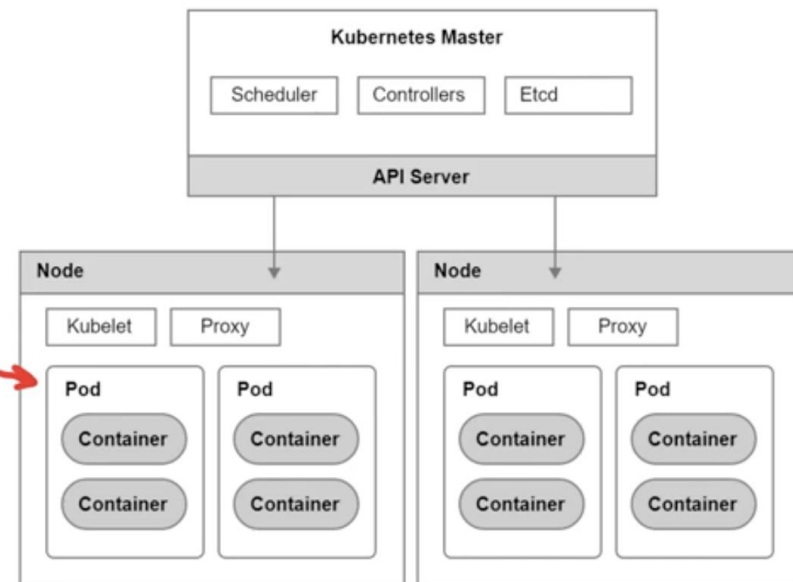 Kubernetes Master
Scheduler Controllers Etcd
API Server
Node Node
Kubelet Proxy Kubelet Proxy
Pod Pod Pod Pod
Container Container Container Container
Container Container Container Container